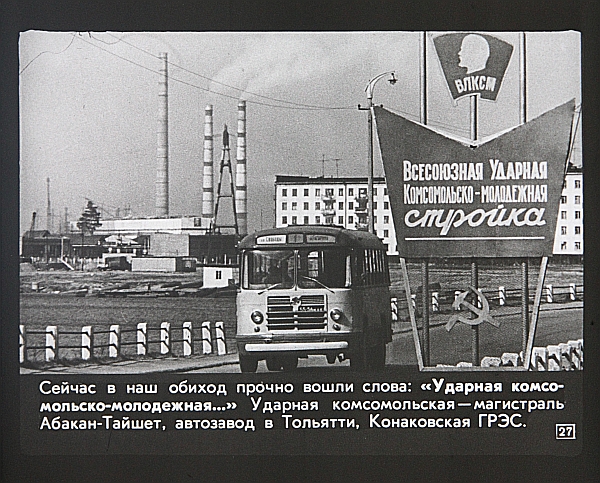 ВЛКСМ
Всесоюзная Ударная
Комсомольско-молодежная
стройка
Сейчас в наш обиход прочно вошли слова: «Ударная комсо-
мольско-молодежная...» Ударная комсомольская — магистраль
Абакан-Тайшет, автозавод в Тольятти, Конаковская ГРЭС.
27